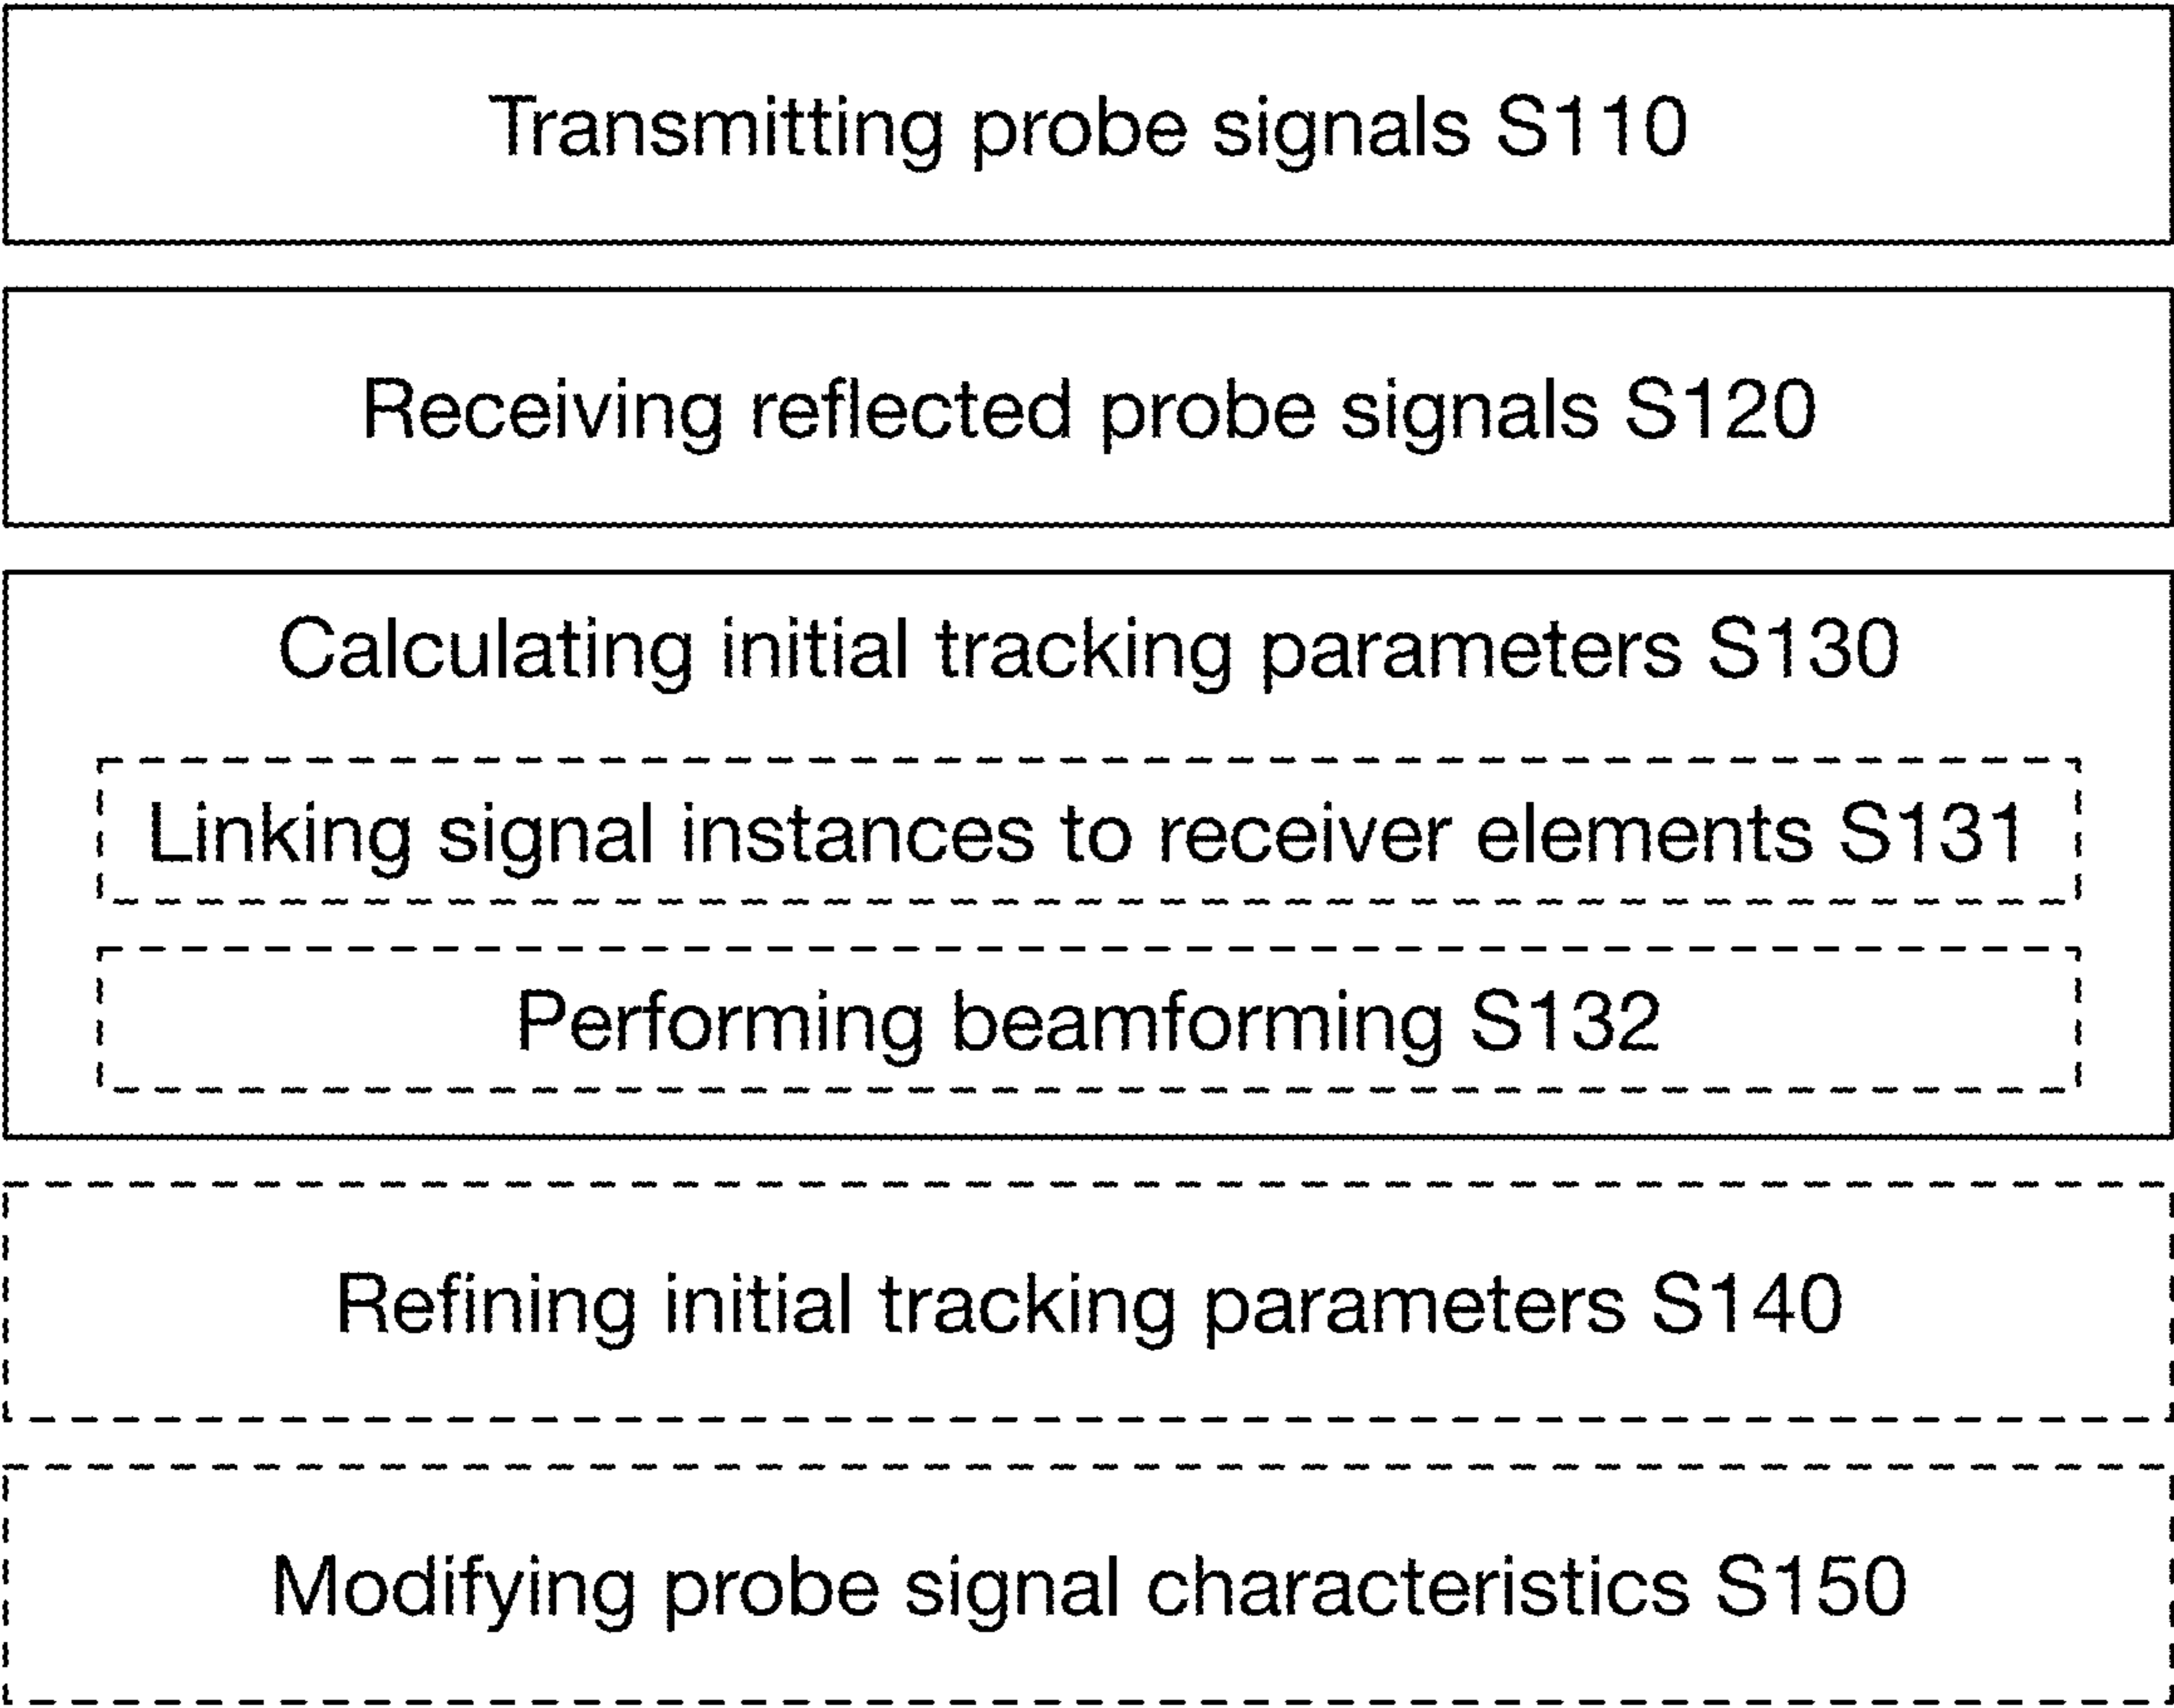 Transmitting probe signals S110
Receiving reflected probe signals S120
Calculating initial tracking parameters S130
Linking signal instances to receiver elements S131
Performing beamforming S132
Refining initial tracking parameters S140
Modifying probe signal characteristics S150